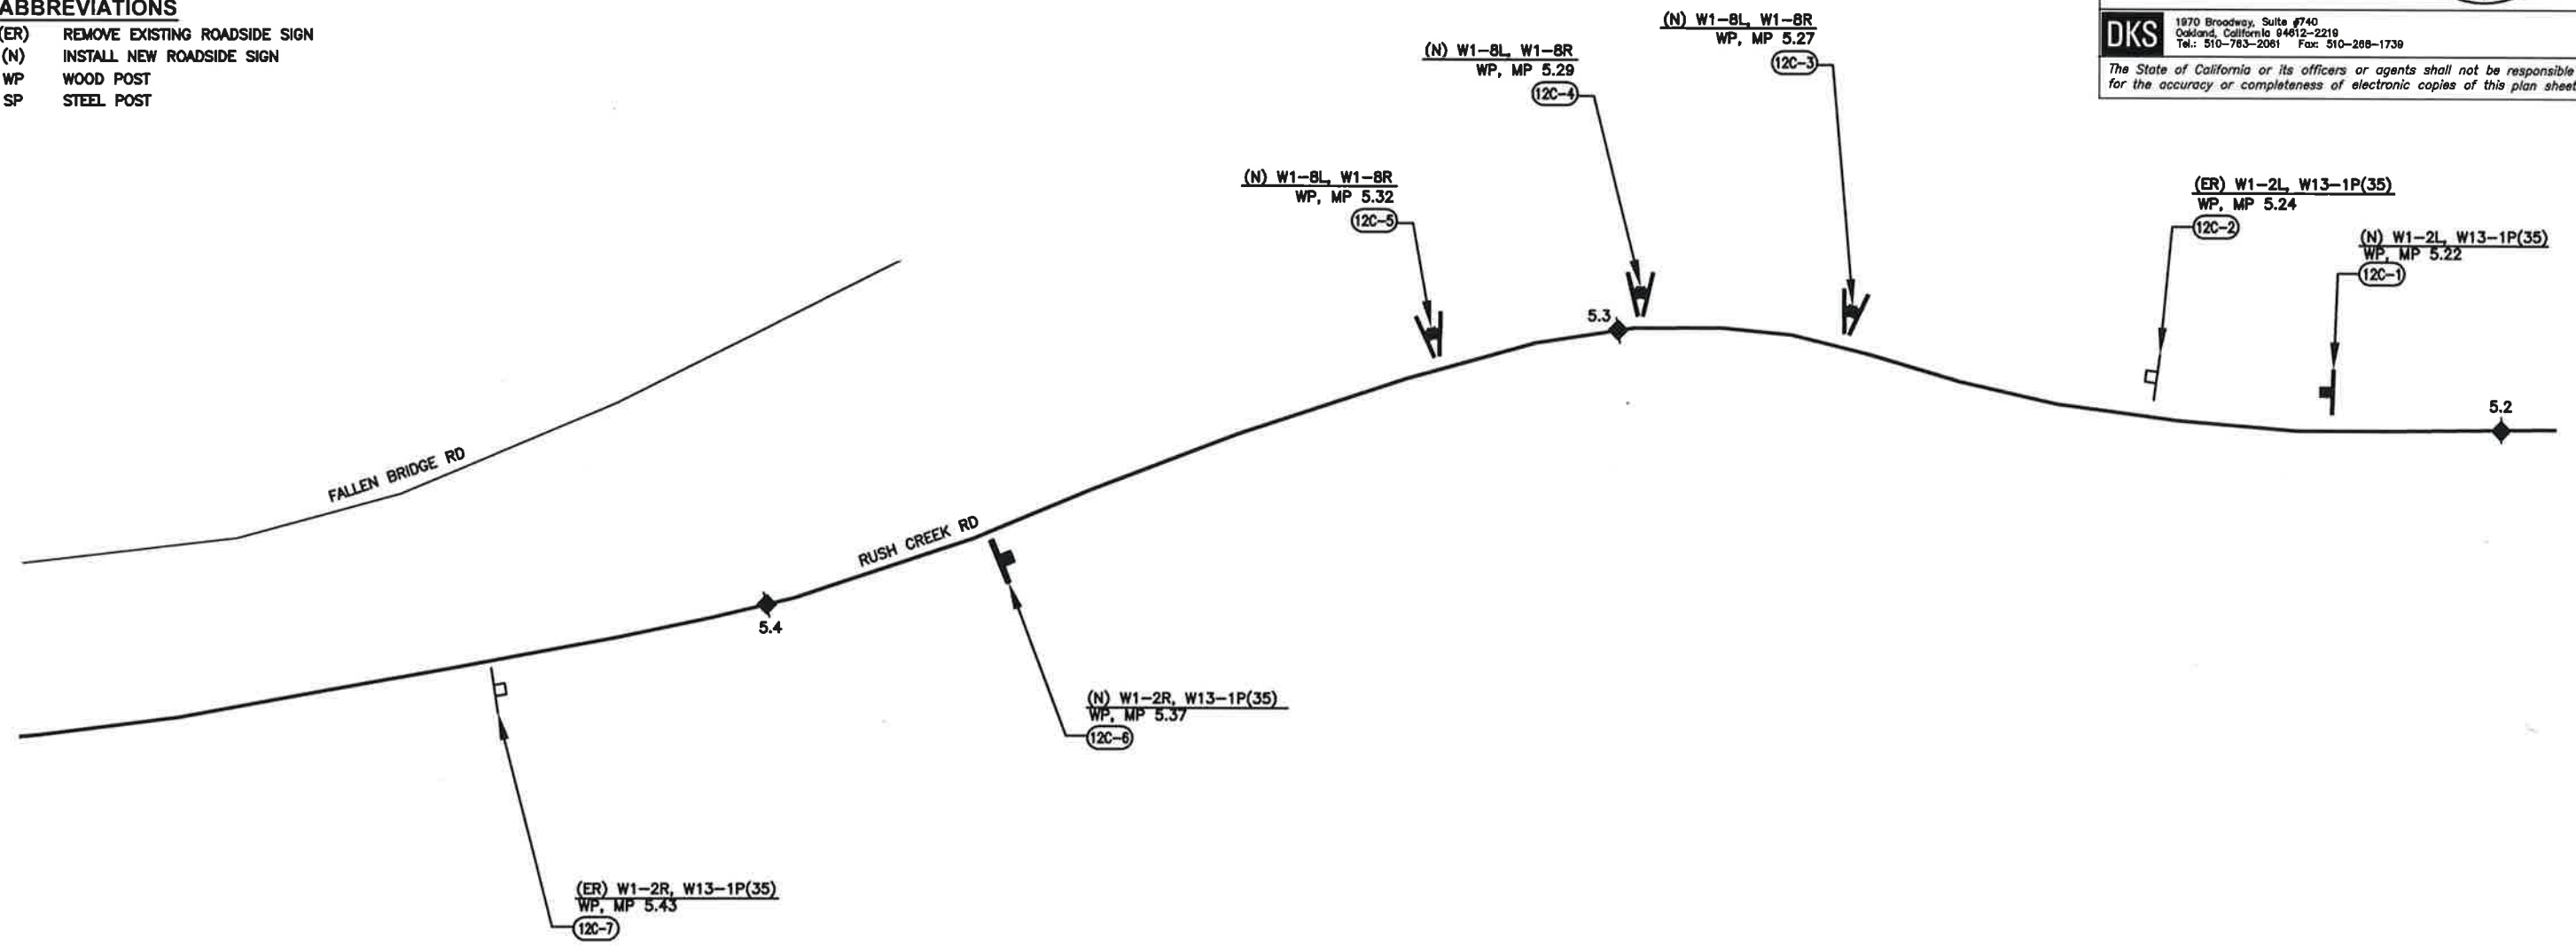 ABBREVIATIONS
(ER) REMOVE EXISTING ROADSIDE SIGN
(N) INSTALL NEW ROADSIDE SIGN
WP WOOD POST
SP STEEL POST
DKS
1970 Broadway, Suite #740
Oakland, California 94612-2219
Tel.: 510-763-2061 Fax: 510-268-1739
The State of California or its officers or agents shall not be responsible
for the accuracy or completeness of electronic copies of this plan sheet
(N) W1-8L, W1-8R
WP, MP 5.27
12C-3
(N) W1-8L, W1-8R
WP, MP 5.29
12C-4
(N) W1-8L, W1-8R
WP, MP 5.32
12C-5
(ER) W1-2L, W13-1P(35)
WP, MP 5.24
12C-2
(N) W1-2L, W13-1P(35)
WP, MP 5.22
12C-1
5.3
5.2
FALLEN BRIDGE RD
RUSH CREEK RD
5.4
(N) W1-2R, W13-1P(35)
WP, MP 5.37
12C-6
(ER) W1-2R, W13-1P(35)
WP, MP 5.43
12C-7